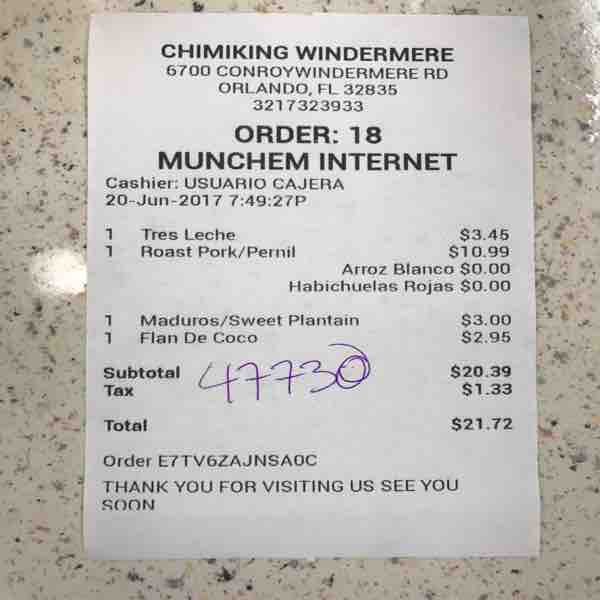 CHIMIKING WINDERMERE
6700 CONROYWINDERMERE RD
ORLANDO, FL 32835
3217323933
ORDER: 18
MUNCHEM INTERNET
Cashier: USUARIO CAJERA
20-Jun-2017 7:49:27P
1 Tres Leche $3.45
1 Roast Pork/Pernil $10.99
Arroz Blanco $0.00
Habichuelas Rojas $0.00
1 Maduros/Sweet Plantain $3.00
1 Flan De Coco $2.95
Subtotal $20.39
Tax $1.33
47730
Total $21.72
Order E7TV6ZAJNSA0C
THANK YOU FOR VISITING US SEE YOU
SOON